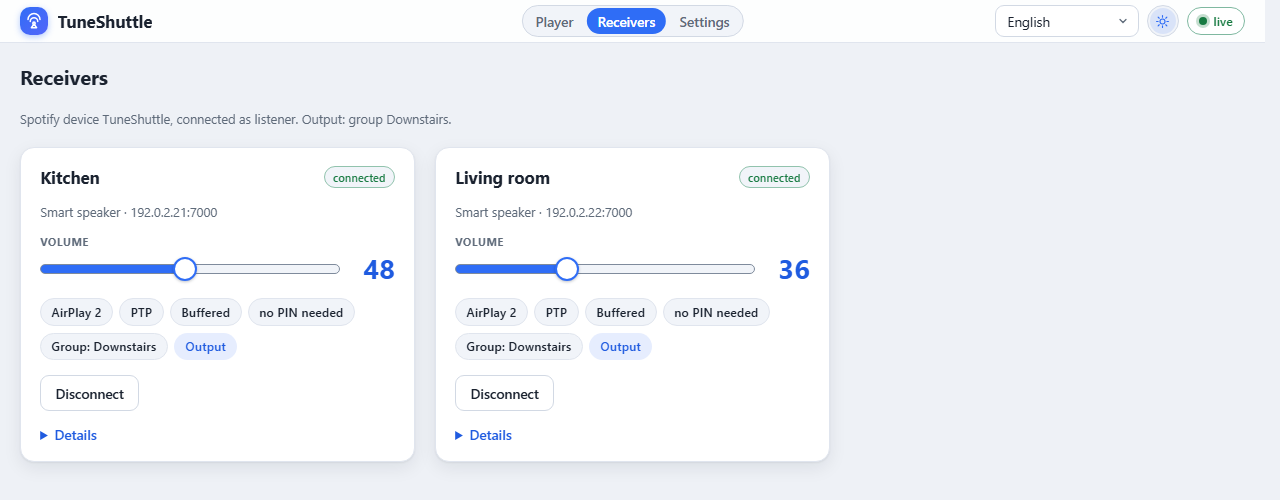 TuneShuttle
Player Receivers Settings
English
live
Receivers
Spotify device TuneShuttle, connected as listener. Output: group Downstairs.
Kitchen
connected
Smart speaker · 192.0.2.21:7000
VOLUME
48
AirPlay 2 PTP Buffered no PIN needed
Group: Downstairs Output
Disconnect
Details
Living room
connected
Smart speaker · 192.0.2.22:7000
VOLUME
36
AirPlay 2 PTP Buffered no PIN needed
Group: Downstairs Output
Disconnect
Details